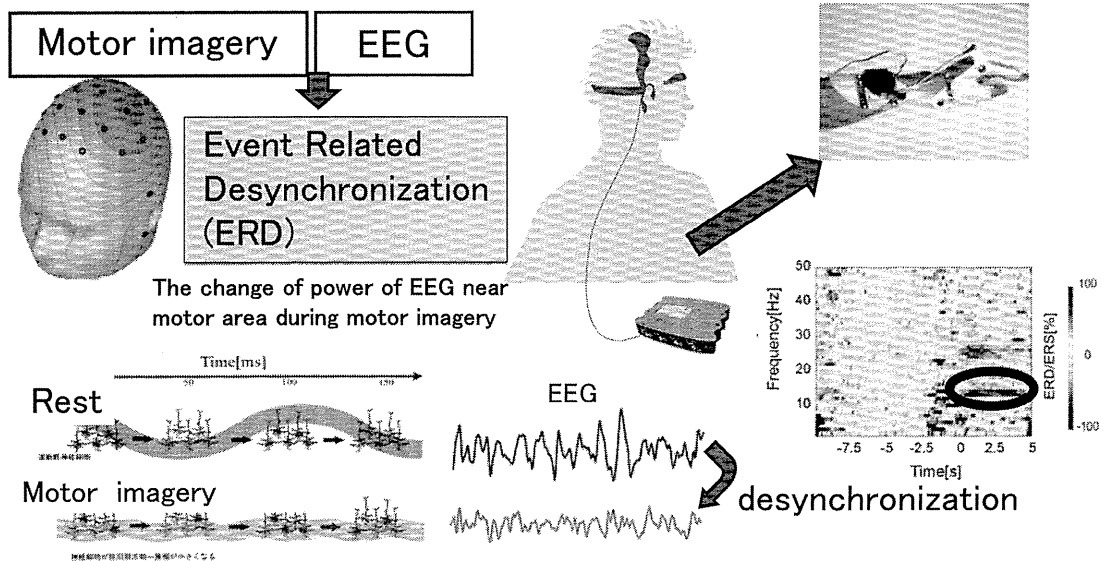 Motor imagery
EEG
Event Related
Desynchronization
(ERD)
The change of power of EEG near
motor area during motor imagery
Time[ms]
50
100
150
Rest
Motor imagery
EEG
desynchronization
50
40
30
20
10
Frequency[Hz]
-7.5
-5
-2.5
0
2.5
5
Time[s]
100
0
-100
ERD/ERS[%]